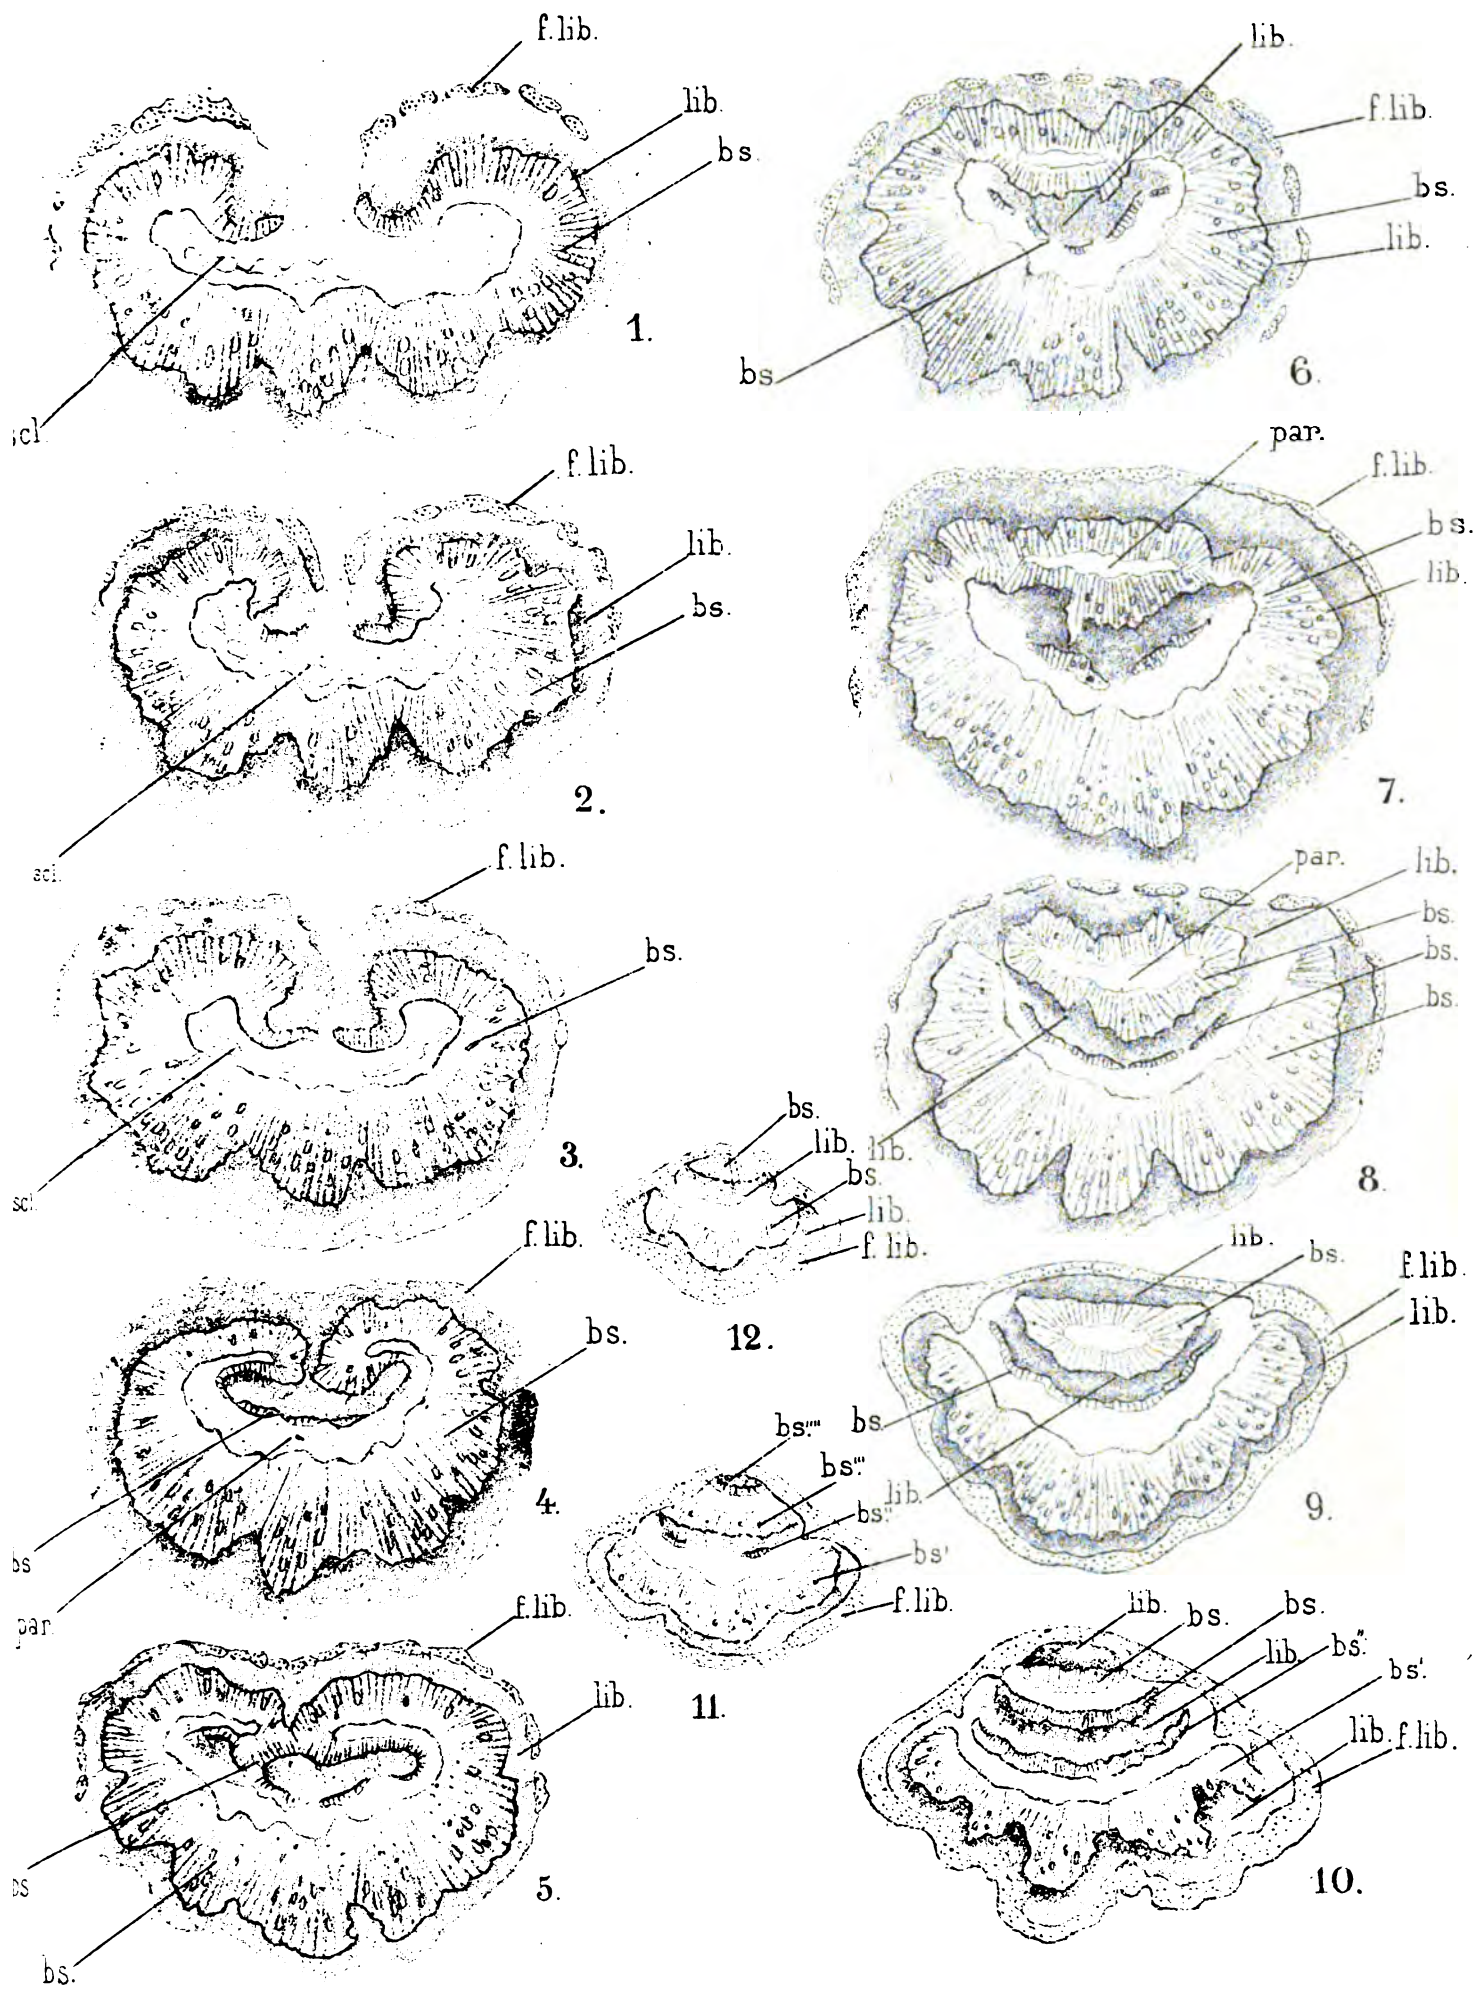 f.lib.
lib.
bs.
1.
scl
lib.
f.lib.
bs.
lib.
bs
6.
f.lib.
lib.
bs.
2.
scl.
par.
f.lib.
bs.
lib.
7.
f.lib.
bs.
3.
scl
par.
lib.
bs.
bs.
bs.
lib.
8.
bs.
lib.
bs.
lib.
f.lib.
12.
f.lib.
bs.
4.
bs
par.
lib.
bs.
f.lib.
lib.
bs.
lib.
9.
bs.''''
bs.'''
bs.''
bs'
f.lib.
11.
f.lib.
lib.
bs
bs.
5.
lib.
bs.
bs.
lib.
bs''.
bs'.
lib.
f.lib.
10.